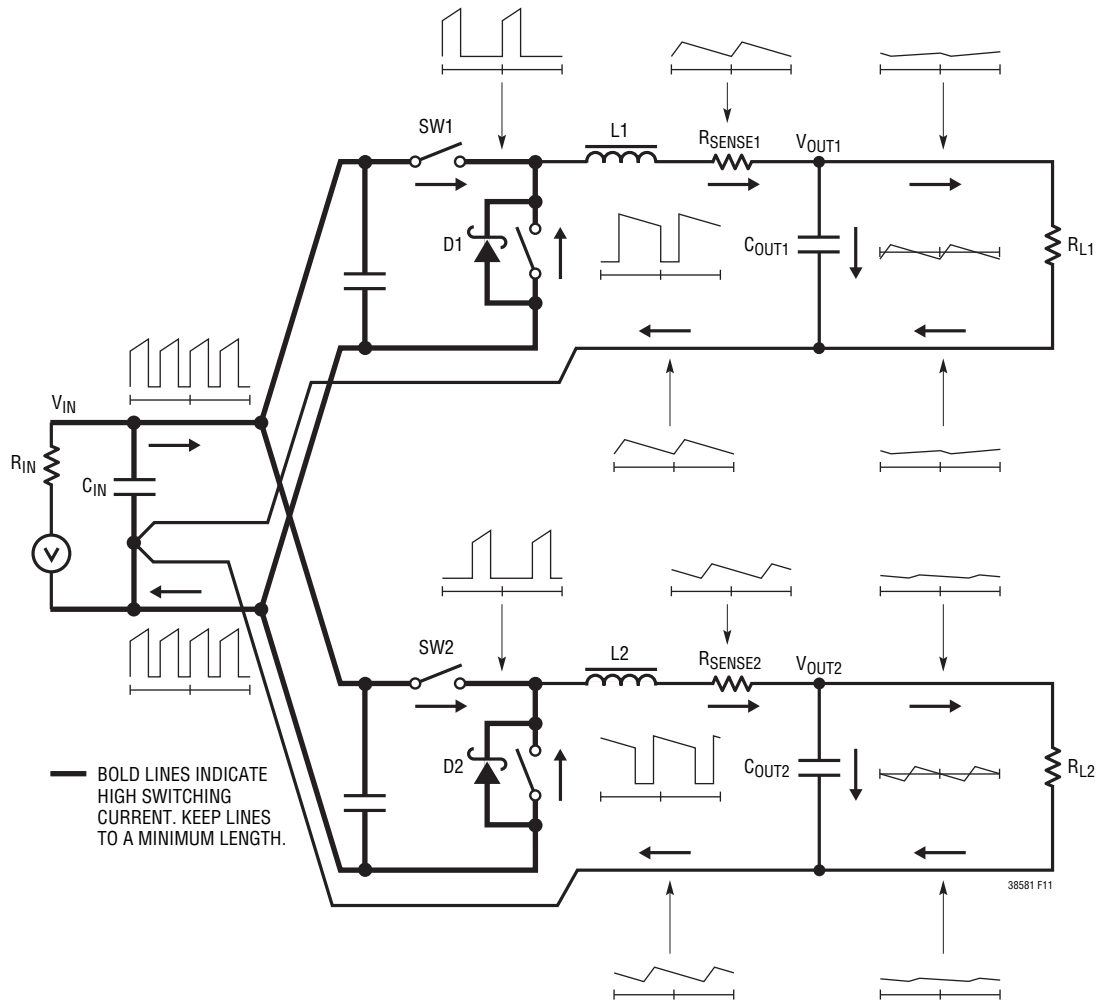 SW1
L1
RSENSE1
VOUT1
D1
COUT1
RL1
VIN
RIN
CIN
V
SW2
L2
RSENSE2
VOUT2
D2
COUT2
RL2
BOLD LINES INDICATE
HIGH SWITCHING
CURRENT. KEEP LINES
TO A MINIMUM LENGTH.
38581 F11